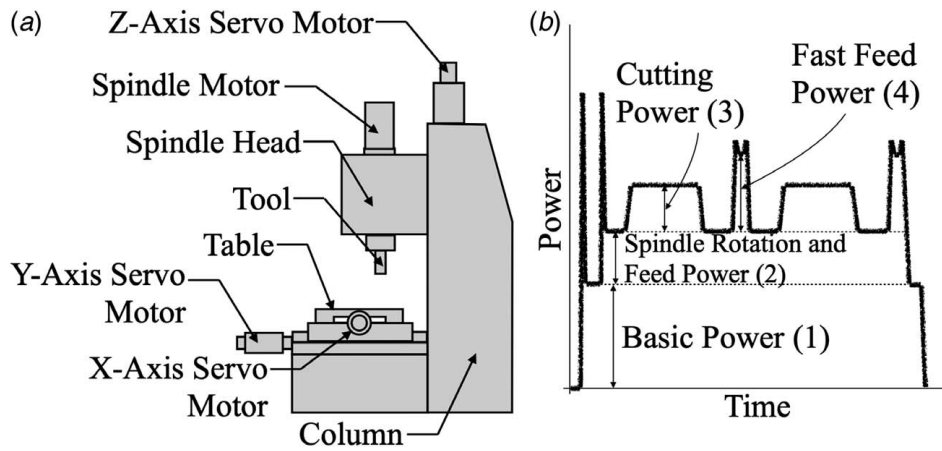 (a)
Z-Axis Servo Motor
Spindle Motor
Spindle Head
Tool
Table
Y-Axis Servo
Motor
X-Axis Servo
Motor
Column
(b)
Fast Feed
Power (4)
Cutting
Power (3)
Spindle Rotation and
Feed Power (2)
Basic Power (1)
Power
Time